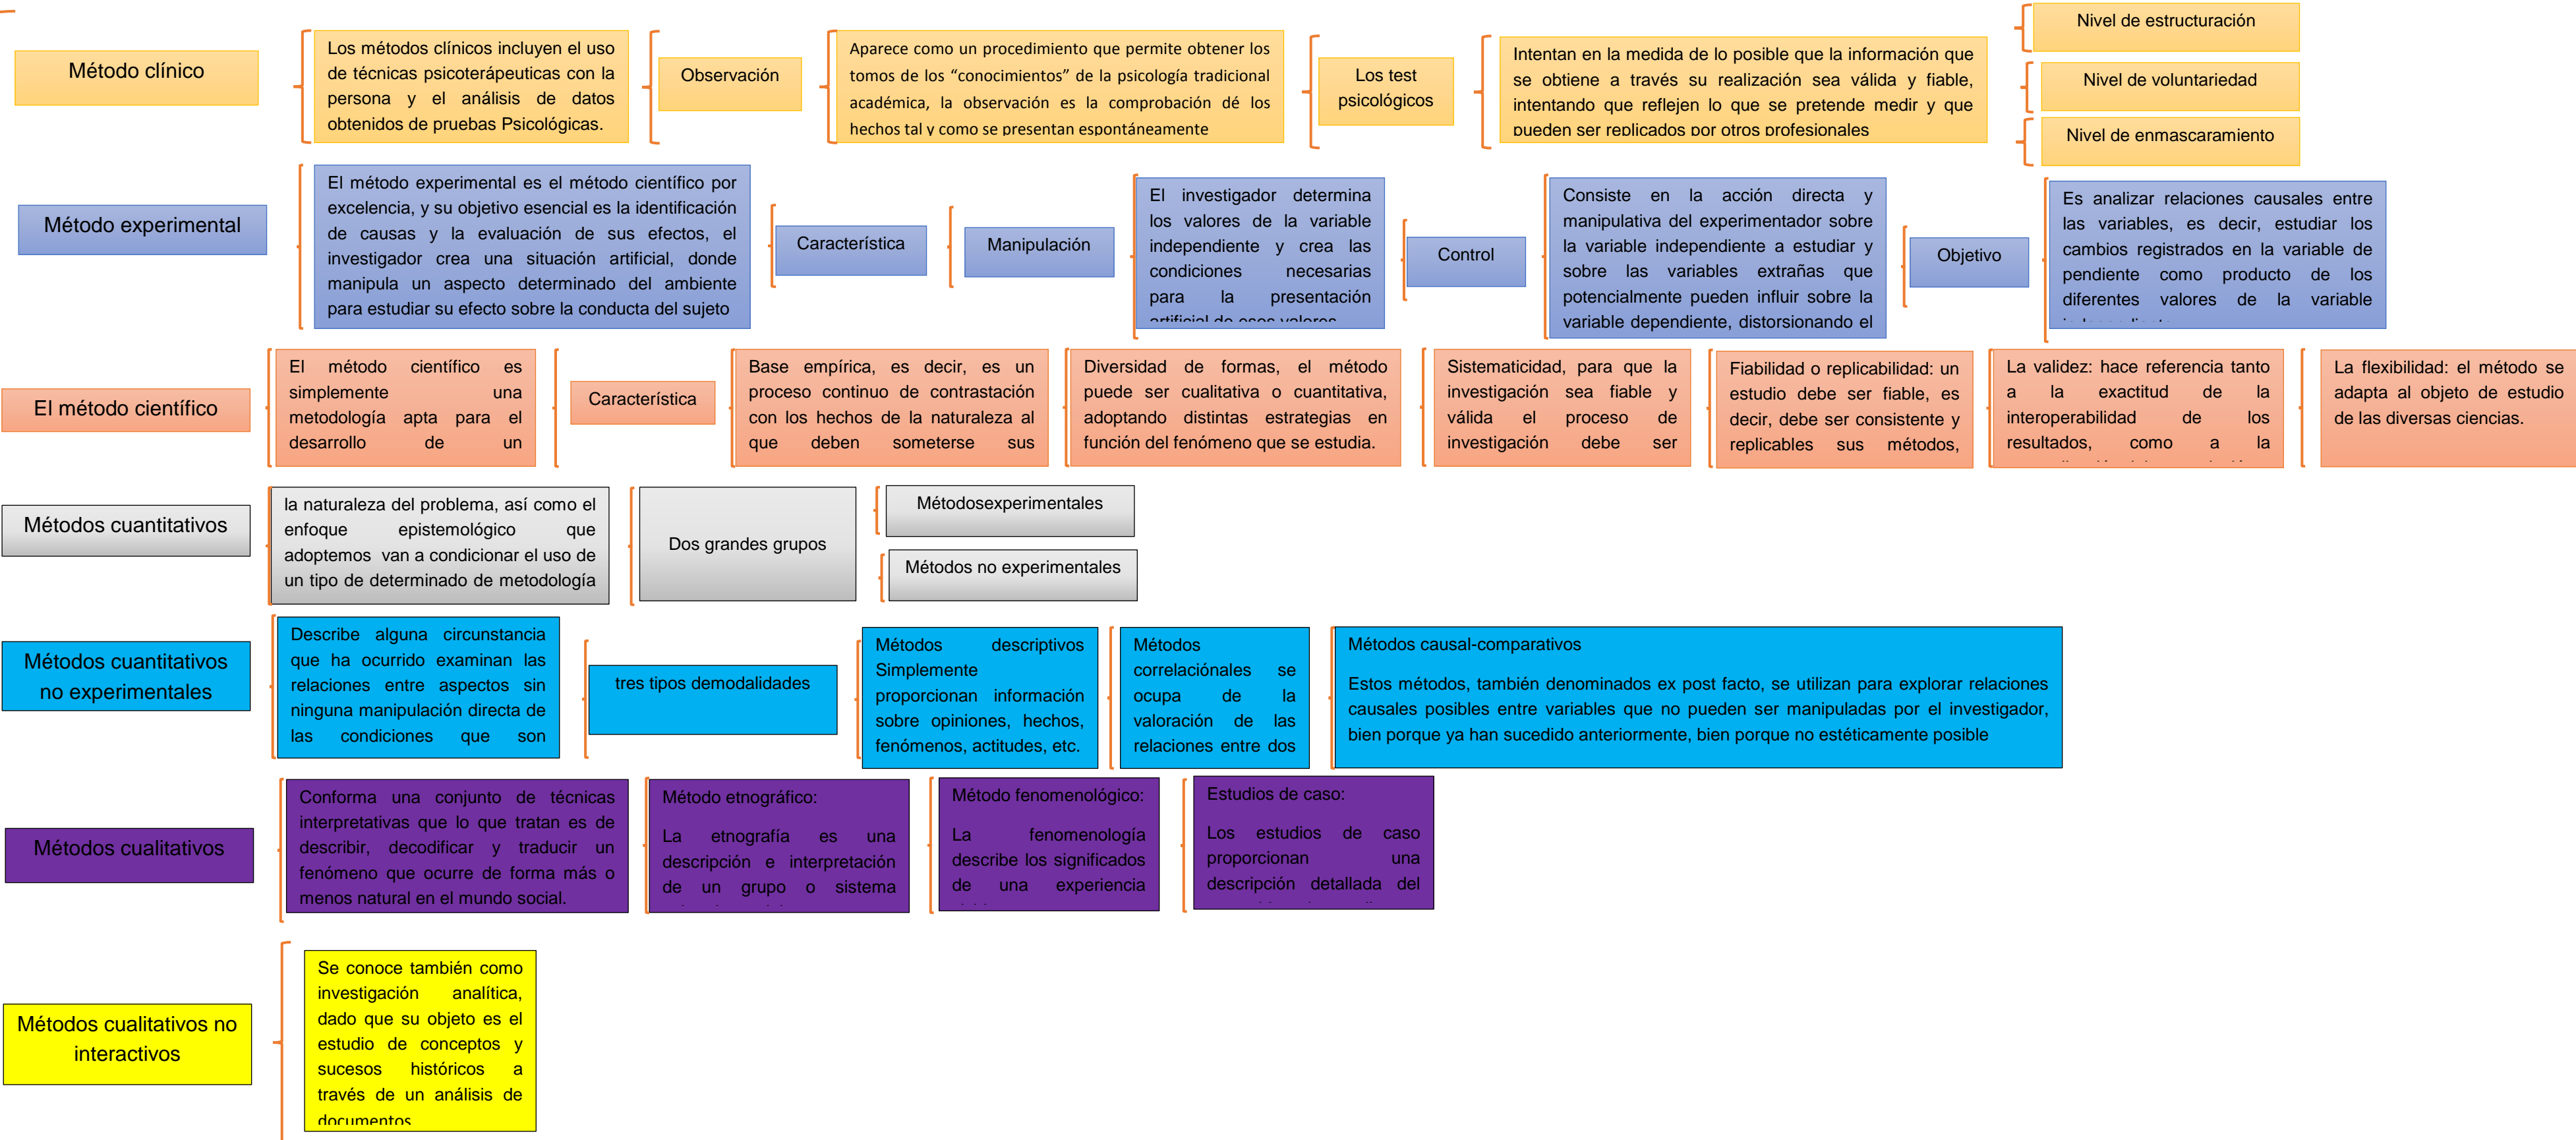 Método clínico
Los métodos clínicos incluyen el uso
de técnicas psicoterápeuticas con la
persona y el análisis de datos
obtenidos de pruebas Psicológicas.
Observación
Aparece como un procedimiento que permite obtener los
tomos de los “conocimientos” de la psicología tradicional
académica, la observación es la comprobación dé los
hechos tal y como se presentan espontáneamente
Los test
psicológicos
Intentan en la medida de lo posible que la información que
se obtiene a través su realización sea válida y fiable,
intentando que reflejen lo que se pretende medir y que
pueden ser replicados por otros profesionales
Nivel de estructuración
Nivel de voluntariedad
Nivel de enmascaramiento
Método experimental
El método experimental es el método científico por
excelencia, y su objetivo esencial es la identificación
de causas y la evaluación de sus efectos, el
investigador crea una situación artificial, donde
manipula un aspecto determinado del ambiente
para estudiar su efecto sobre la conducta del sujeto
Característica
Manipulación
El investigador determina
los valores de la variable
independiente y crea las
condiciones necesarias
para la presentación
artificial de esos valores
Control
Consiste en la acción directa y
manipulativa del experimentador sobre
la variable independiente a estudiar y
sobre las variables extrañas que
potencialmente pueden influir sobre la
variable dependiente, distorsionando el
Objetivo
Es analizar relaciones causales entre
las variables, es decir, estudiar los
cambios registrados en la variable de
pendiente como producto de los
diferentes valores de la variable
El método científico
El método científico es
simplemente una
metodología apta para el
desarrollo de un
Característica
Base empírica, es decir, es un
proceso continuo de contrastación
con los hechos de la naturaleza al
que deben someterse sus
Diversidad de formas, el método
puede ser cualitativa o cuantitativa,
adoptando distintas estrategias en
función del fenómeno que se estudia.
Sistematicidad, para que la
investigación sea fiable y
válida el proceso de
investigación debe ser
Fiabilidad o replicabilidad: un
estudio debe ser fiable, es
decir, debe ser consistente y
replicables sus métodos,
La validez: hace referencia tanto
a la exactitud de la
interoperabilidad de los
resultados, como a la
La flexibilidad: el método se
adapta al objeto de estudio
de las diversas ciencias.
Métodos cuantitativos
la naturaleza del problema, así como el
enfoque epistemológico que
adoptemos van a condicionar el uso de
un tipo de determinado de metodología
Dos grandes grupos
Métodosexperimentales
Métodos no experimentales
Métodos cuantitativos
no experimentales
Describe alguna circunstancia
que ha ocurrido examinan las
relaciones entre aspectos sin
ninguna manipulación directa de
las condiciones que son
tres tipos demodalidades
Métodos descriptivos
Simplemente
proporcionan información
sobre opiniones, hechos,
fenómenos, actitudes, etc.
Métodos
correlaciónales se
ocupa de la
valoración de las
relaciones entre dos
Métodos causal-comparativos
Estos métodos, también denominados ex post facto, se utilizan para explorar relaciones
causales posibles entre variables que no pueden ser manipuladas por el investigador,
bien porque ya han sucedido anteriormente, bien porque no estéticamente posible
Métodos cualitativos
Conforma una conjunto de técnicas
interpretativas que lo que tratan es de
describir, decodificar y traducir un
fenómeno que ocurre de forma más o
menos natural en el mundo social.
Método etnográfico:
La etnografía es una
descripción e interpretación
de un grupo o sistema
Método fenomenológico:
La fenomenología
describe los significados
de una experiencia
Estudios de caso:
Los estudios de caso
proporcionan una
descripción detallada del
Métodos cualitativos no
interactivos
Se conoce también como
investigación analítica,
dado que su objeto es el
estudio de conceptos y
sucesos históricos a
través de un análisis de
documentos